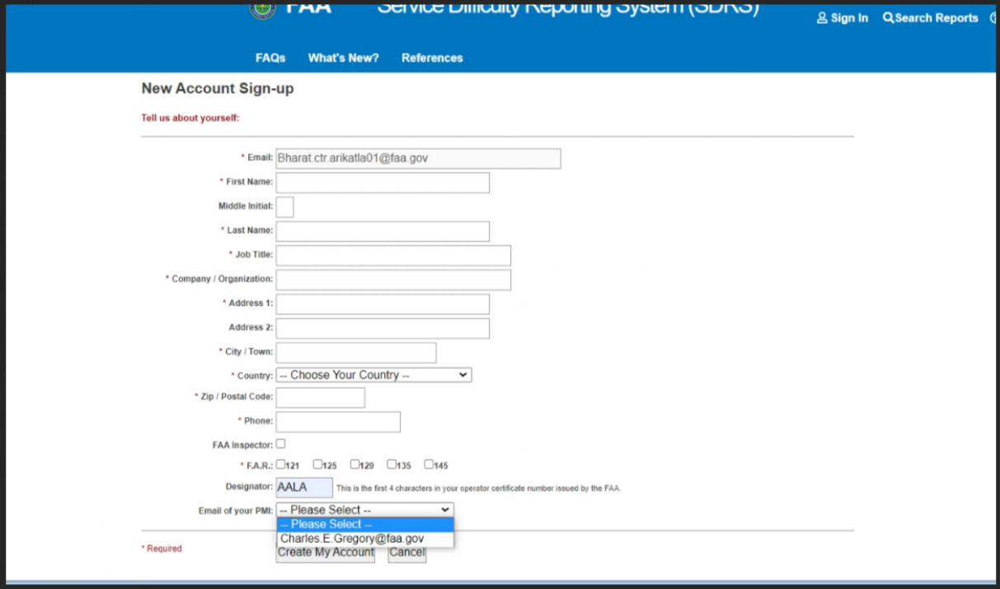 FAA Service Difficulty Reporting System (SDRS)
Sign In Search Reports
FAQs What's New? References
New Account Sign-up
Tell us about yourself:
* Email: Bharat.ctr.arikatla01@faa.gov
* First Name:
Middle Initial:
* Last Name:
* Job Title:
* Company / Organization:
* Address 1:
Address 2:
* City / Town:
* Country: -- Choose Your Country --
* Zip / Postal Code:
* Phone:
FAA Inspector:
* F.A.R.: 121 125 129 135 145
Designator: AALA This is the first 4 characters in your operator certificate number issued by the FAA.
Email of your PMI: -- Please Select --
-- Please Select --
Charles.E.Gregory@faa.gov
* Required
Create My Account Cancel